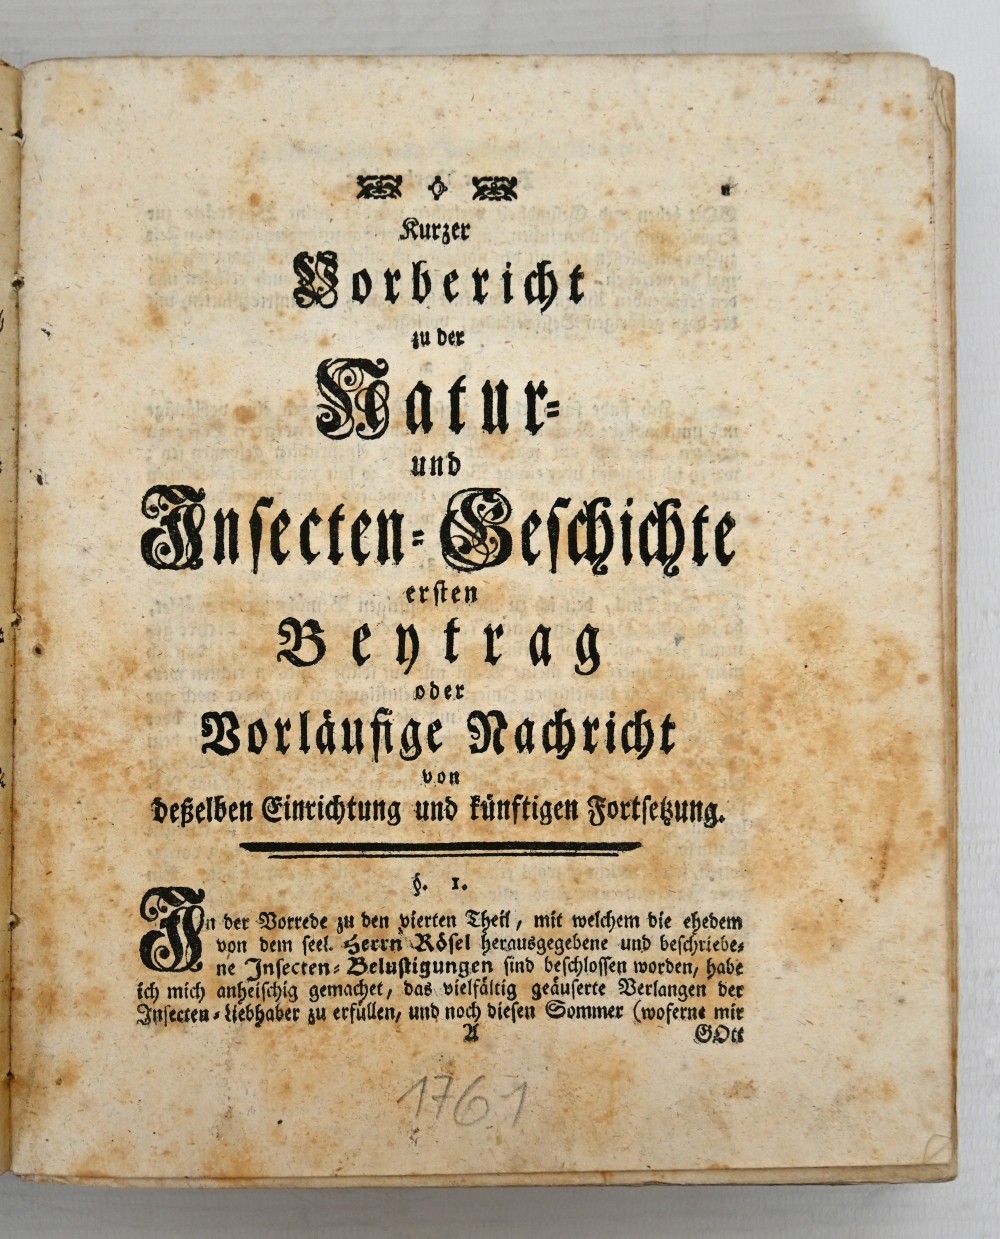 Kurzer
Vorbericht
zu der
Natur-
und
Insecten-Geschichte
ersten
Beytrag
oder
Vorläufige Nachricht
von
deßelben Einrichtung und künftigen Fortsetzung.
§. 1.
In der Vorrede zu den vierten Theil, mit welchem die ehedem
von dem seel. Herrn Rösel herausgegebene und beschriebe-
ne Insecten-Belustigungen sind beschlossen worden, habe
ich mich anheischig gemachet, das vielfältig geäuserte Verlangen der
Insecten-Liebhaber zu erfüllen, und noch diesen Sommer (woferne mir
A GOtt
1761